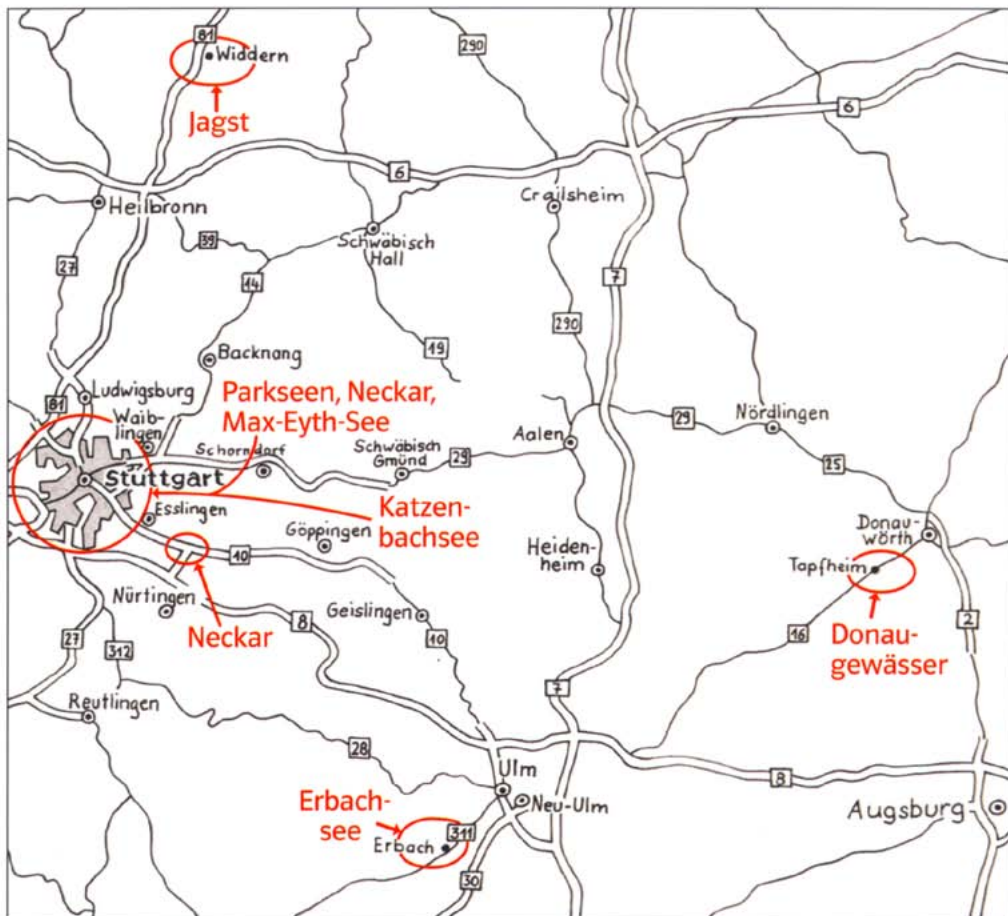 81
Widdern
290
Jagst
6
6
Crailsheim
Heilbronn
Schwäbisch
Hall
39
27
14
7
290
19
Backnang
Ludwigsburg
Parkseen, Neckar,
Max-Eyth-See
81
Waib-
lingen
29
Nördlingen
Aalen
Schorndorf
Schwäbisch
Gmünd
29
25
Stuttgart
Katzen-
bachsee
Esslingen
Göppingen
Donau-
wörth
10
Heiden-
heim
Tapfheim
Nürtingen
Geislingen
Neckar
8
10
16
2
Donau-
gewässer
27
312
7
Reutlingen
28
Ulm
8
Erbach-
see
Neu-Ulm
Augsburg
311
Erbach
30